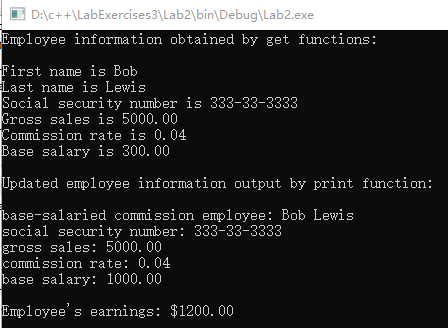 D:\c++\LabExercises3\Lab2\bin\Debug\Lab2.exe
Employee information obtained by get functions:
First name is Bob
Last name is Lewis
Social security number is 333-33-3333
Gross sales is 5000.00
Commission rate is 0.04
Base salary is 300.00
Updated employee information output by print function:
base-salaried commission employee: Bob Lewis
social security number: 333-33-3333
gross sales: 5000.00
commission rate: 0.04
base salary: 1000.00
Employee's earnings: $1200.00